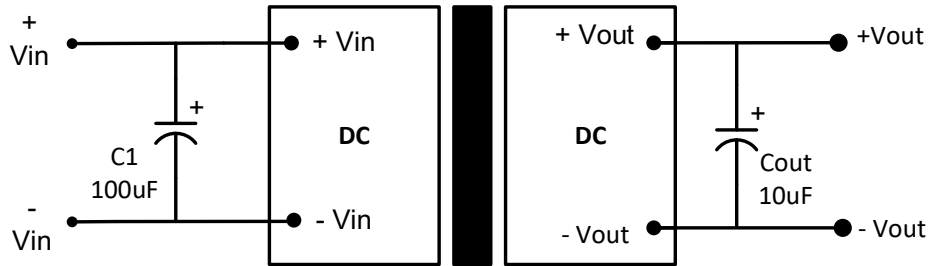 +
Vin
+ Vin
+ Vout
+Vout
+
+
DC
DC
C1
100uF
Cout
10uF
-
Vin
- Vin
- Vout
- Vout